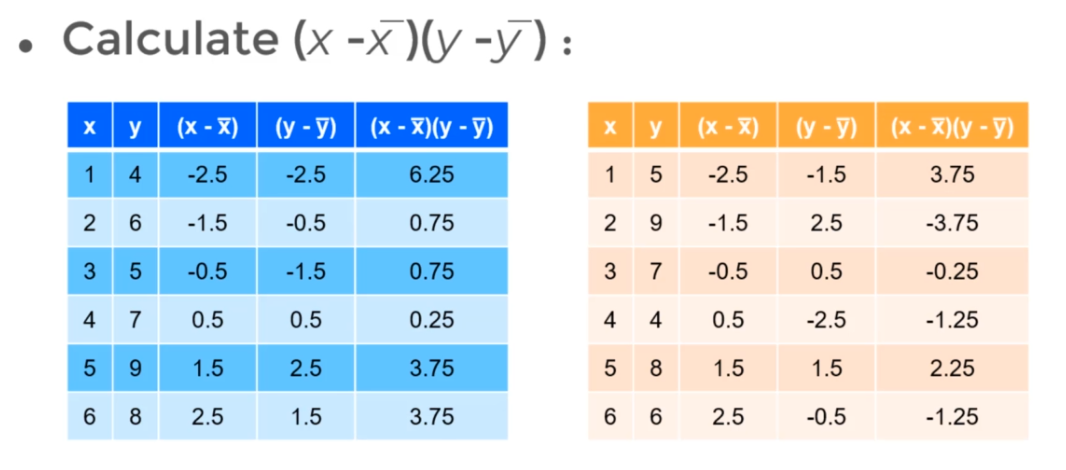 • Calculate (x -x̅)(y -y̅) :
x y (x - x̅) (y - y̅) (x - x̅)(y - y̅)
1 4 -2.5 -2.5 6.25
2 6 -1.5 -0.5 0.75
3 5 -0.5 -1.5 0.75
4 7 0.5 0.5 0.25
5 9 1.5 2.5 3.75
6 8 2.5 1.5 3.75
x y (x - x̅) (y - y̅) (x - x̅)(y - y̅)
1 5 -2.5 -1.5 3.75
2 9 -1.5 2.5 -3.75
3 7 -0.5 0.5 -0.25
4 4 0.5 -2.5 -1.25
5 8 1.5 1.5 2.25
6 6 2.5 -0.5 -1.25